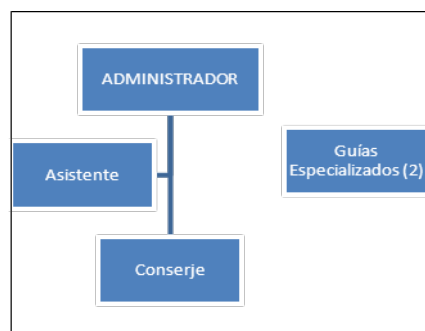 ADMINISTRADOR
Guías
Especializados (2)
Asistente
Conserje